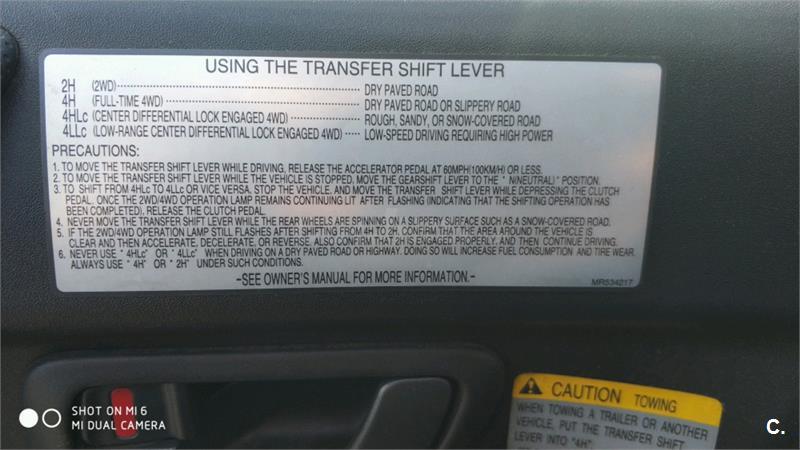 USING THE TRANSFER SHIFT LEVER
2H (2WD) DRY PAVED ROAD
4H (FULL-TIME 4WD) DRY PAVED ROAD OR SLIPPERY ROAD
4HLc (CENTER DIFFERENTIAL LOCK ENGAGED 4WD) ROUGH, SANDY, OR SNOW-COVERED ROAD
4LLc (LOW-RANGE CENTER DIFFERENTIAL LOCK ENGAGED 4WD) LOW-SPEED DRIVING REQUIRING HIGH POWER
PRECAUTIONS:
1. TO MOVE THE TRANSFER SHIFT LEVER WHILE DRIVING, RELEASE THE ACCELERATOR PEDAL AT 60MPH(100KM/H) OR LESS.
2. TO MOVE THE TRANSFER SHIFT LEVER WHILE THE VEHICLE IS STOPPED, MOVE THE GEARSHIFT LEVER TO THE " N(NEUTRAL) " POSITION.
3. TO SHIFT FROM 4HLc TO 4LLc OR VICE VERSA, STOP THE VEHICLE, AND MOVE THE TRANSFER SHIFT LEVER WHILE DEPRESSING THE CLUTCH
PEDAL. ONCE THE 2WD/4WD OPERATION LAMP REMAINS CONTINUING LIT AFTER FLASHING (INDICATING THAT THE SHIFTING OPERATION HAS
BEEN COMPLETED), RELEASE THE CLUTCH PEDAL.
4. NEVER MOVE THE TRANSFER SHIFT LEVER WHILE THE REAR WHEELS ARE SPINNING ON A SLIPPERY SURFACE SUCH AS A SNOW-COVERED ROAD.
5. IF THE 2WD/4WD OPERATION LAMP STILL FLASHES AFTER SHIFTING FROM 4H TO 2H, CONFIRM THAT THE AREA AROUND THE VEHICLE IS
CLEAR AND THEN ACCELERATE, DECELERATE, OR REVERSE. ALSO CONFIRM THAT 2H IS ENGAGED PROPERLY, AND THEN CONTINUE DRIVING.
6. NEVER USE " 4HLc " OR " 4LLc " WHEN DRIVING ON A DRY PAVED ROAD OR HIGHWAY. DOING SO WILL INCREASE FUEL CONSUMPTION AND TIRE WEAR.
ALWAYS USE " 4H " OR " 2H " UNDER SUCH CONDITIONS.
-SEE OWNER'S MANUAL FOR MORE INFORMATION.-
MR534217
CAUTION TOWING
WHEN TOWING A TRAILER OR ANOTHER
VEHICLE, PUT THE TRANSFER SHIFT
LEVER INTO "4H".
SHOT ON MI 6
MI DUAL CAMERA
C.